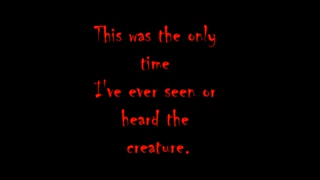 This was the only
time
I've ever seen or
heard the
creature.